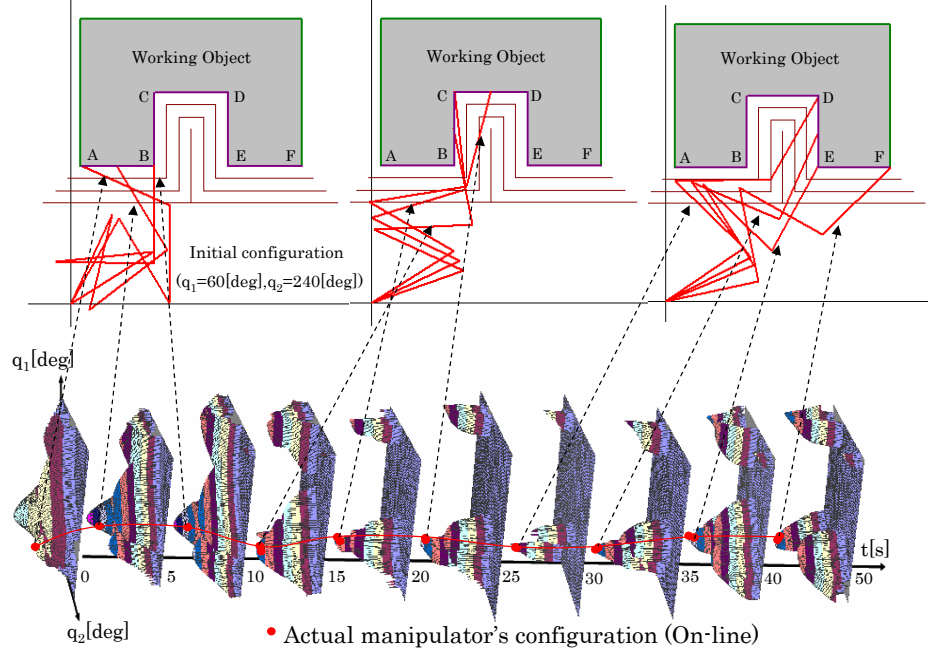 Working Object
C D
A B E F
Initial configuration
(q1=60[deg],q2=240[deg])
Working Object
C D
A B E F
Working Object
C D
A B E F
q1[deg]
t[s]
0 5 10 15 20 25 30 35 40 50
q2[deg]
Actual manipulator's configuration (On-line)